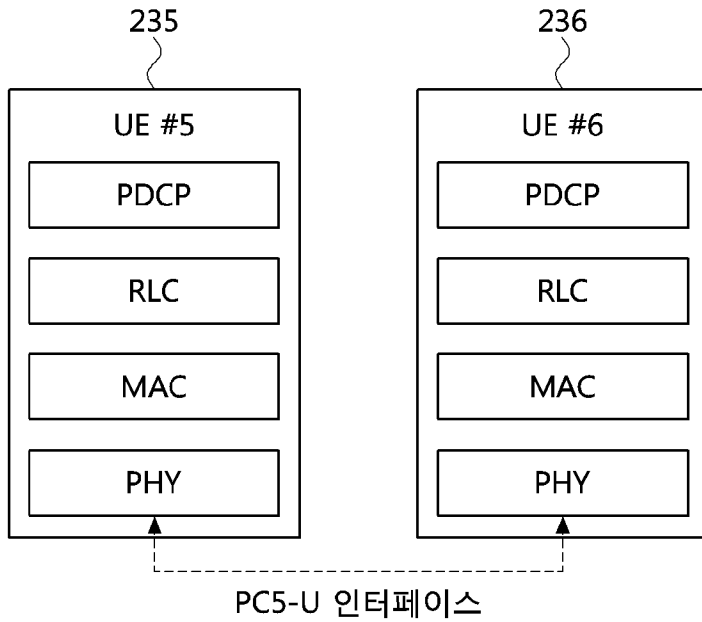 235 236
UE #5 UE #6
PDCP PDCP
RLC RLC
MAC MAC
PHY PHY
PC5-U 인터페이스